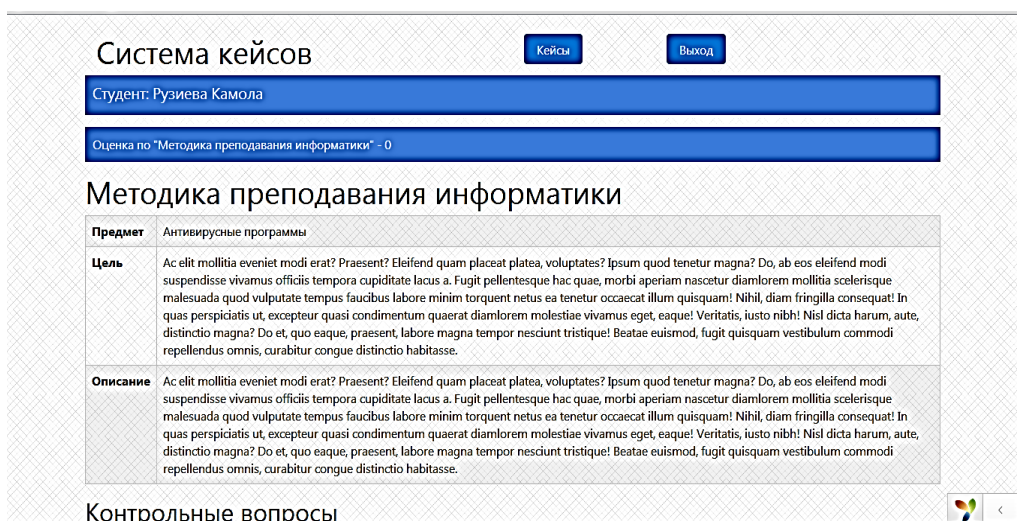 Система кейсов
Кейсы
Выход
Студент: Рузиева Камола
Оценка по "Методика преподавания информатики" - 0
Методика преподавания информатики
Предмет Антивирусные программы
Цель Ac elit mollitia eveniet modi erat? Praesent? Eleifend quam placeat platea, voluptates? Ipsum quod tenetur magna? Do, ab eos eleifend modi
suspendisse vivamus officiis tempora cupiditate lacus a. Fugit pellentesque hac quae, morbi aperiam nascetur diamlorem mollitia scelerisque
malesuada quod vulputate tempus faucibus labore minim torquent netus ea tenetur occaecat illum quisquam! Nihil, diam fringilla consequat! In
quas perspiciatis ut, excepteur quasi condimentum quaerat diamlorem molestiae vivamus eget, eaque! Veritatis, iusto nibh! Nisl dicta harum, aute,
distinctio magna? Do et, quo eaque, praesent, labore magna tempor nesciunt tristique! Beatae euismod, fugit quisquam vestibulum commodi
repellendus omnis, curabitur congue distinctio habitasse.
Описание Ac elit mollitia eveniet modi erat? Praesent? Eleifend quam placeat platea, voluptates? Ipsum quod tenetur magna? Do, ab eos eleifend modi
suspendisse vivamus officiis tempora cupiditate lacus a. Fugit pellentesque hac quae, morbi aperiam nascetur diamlorem mollitia scelerisque
malesuada quod vulputate tempus faucibus labore minim torquent netus ea tenetur occaecat illum quisquam! Nihil, diam fringilla consequat! In
quas perspiciatis ut, excepteur quasi condimentum quaerat diamlorem molestiae vivamus eget, eaque! Veritatis, iusto nibh! Nisl dicta harum, aute,
distinctio magna? Do et, quo eaque, praesent, labore magna tempor nesciunt tristique! Beatae euismod, fugit quisquam vestibulum commodi
repellendus omnis, curabitur congue distinctio habitasse.
Контрольные вопросы